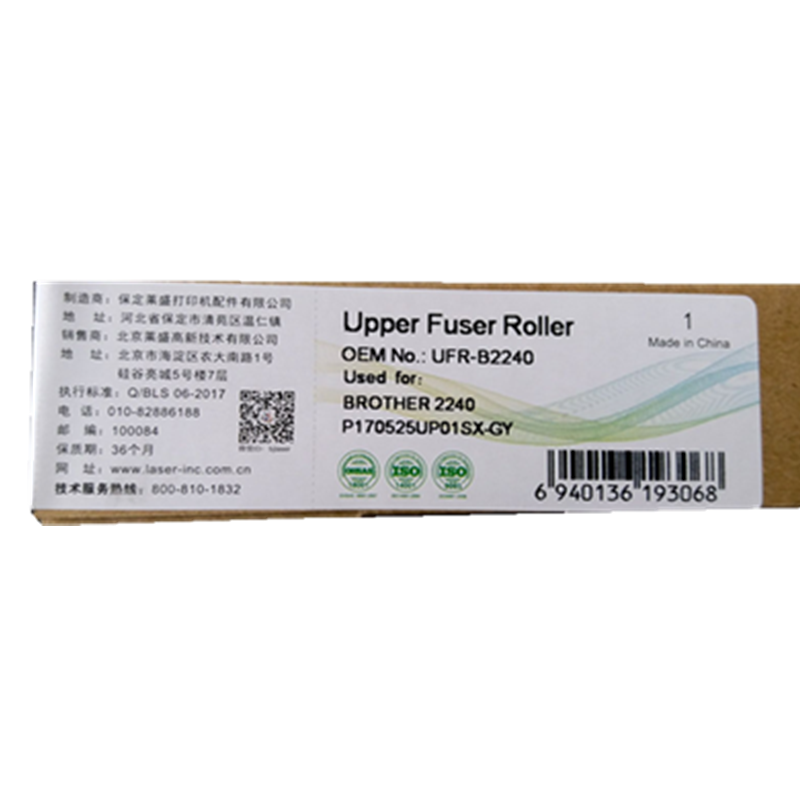 制造商：保定莱盛打印机配件有限公司
地 址：河北省保定市清苑区温仁镇
销售商：北京莱盛高新技术有限公司
地 址：北京市海淀区农大南路1号
硅谷亮城5号楼7层
执行标准：Q/BLS 06-2017
电 话：010-82886188
邮 编：100084
保质期：36个月
网 址：www.laser-inc.com.cn
技术服务热线：800-810-1832
Upper Fuser Roller
OEM No.: UFR-B2240
Used for:
BROTHER 2240
P170525UP01SX-GY
1
Made in China
OHSAS
ISO
ISO
6 940136 193068